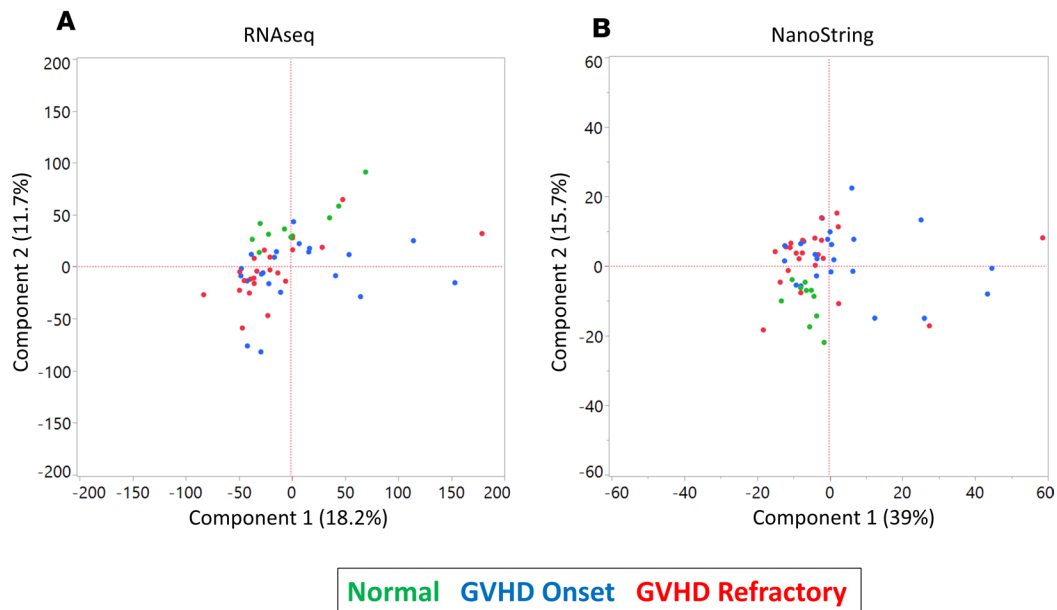 A
RNAseq
200
150
100
50
0
-50
-100
-150
-200
Component 2 (11.7%)
-200 -150 -100 -50 0 50 100 150 200
Component 1 (18.2%)
B
NanoString
60
40
20
0
-20
-40
-60
Component 2 (15.7%)
-60 -40 -20 0 20 40 60
Component 1 (39%)
Normal GVHD Onset GVHD Refractory